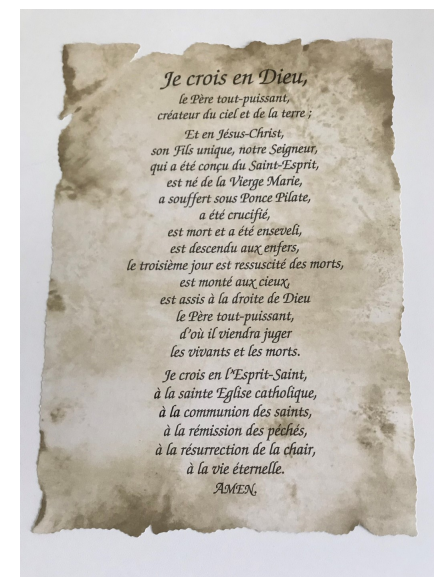 Je crois en Dieu,
le Père tout-puissant,
créateur du ciel et de la terre ;
Et en Jésus-Christ,
son Fils unique, notre Seigneur,
qui a été conçu du Saint-Esprit,
est né de la Vierge Marie,
a souffert sous Ponce Pilate,
a été crucifié,
est mort et a été enseveli,
est descendu aux enfers,
le troisième jour est ressuscité des morts,
est monté aux cieux,
est assis à la droite de Dieu
le Père tout-puissant,
d'où il viendra juger
les vivants et les morts.
Je crois en l'Esprit-Saint,
à la sainte Eglise catholique,
à la communion des saints,
à la rémission des péchés,
à la résurrection de la chair,
à la vie éternelle.
AMEN.